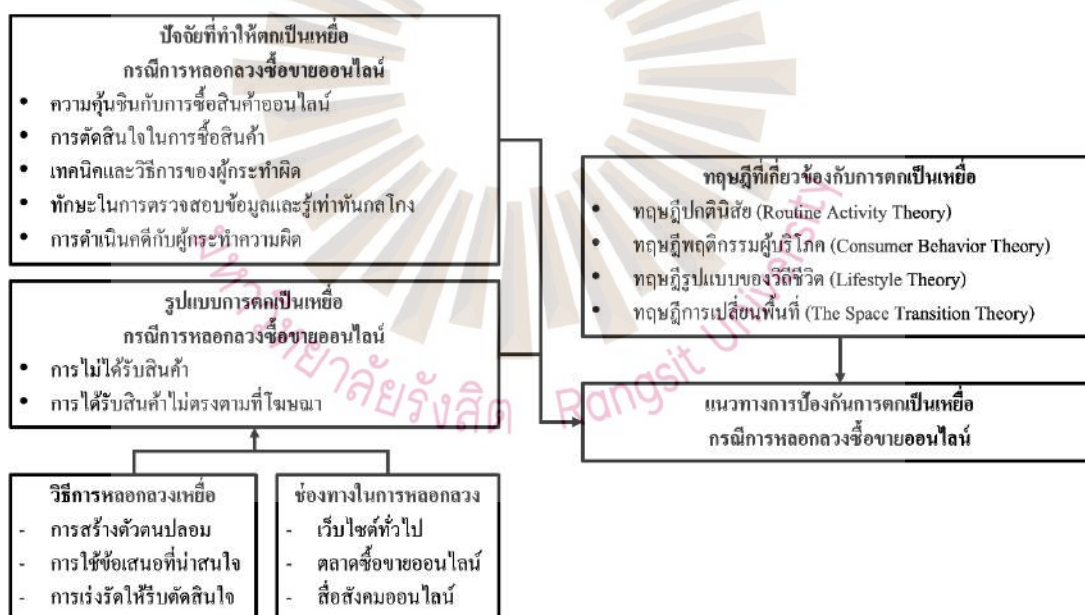 ปัจจัยที่ทำให้ตกเป็นเหยื่อ
กรณีการหลอกลวงซื้อขายออนไลน์
• ความคุ้นชินกับการซื้อสินค้าออนไลน์
• การตัดสินใจในการซื้อสินค้า
• เทคนิคและวิธีการของผู้กระทำผิด
• ทักษะในการตรวจสอบข้อมูลและรู้เท่าทันกลโกง
• การดำเนินคดีกับผู้กระทำความผิด
รูปแบบการตกเป็นเหยื่อ
กรณีการหลอกลวงซื้อขายออนไลน์
• การไม่ได้รับสินค้า
• การได้รับสินค้าไม่ตรงตามที่โฆษณา
วิธีการหลอกลวงเหยื่อ
- การสร้างตัวตนปลอม
- การใช้ข้อเสนอที่น่าสนใจ
- การเร่งรัดให้รีบตัดสินใจ
ช่องทางในการหลอกลวง
- เว็บไซต์ทั่วไป
- ตลาดซื้อขายออนไลน์
- สื่อสังคมออนไลน์
ทฤษฎีที่เกี่ยวข้องกับการตกเป็นเหยื่อ
• ทฤษฎีปกตินิสัย (Routine Activity Theory)
• ทฤษฎีพฤติกรรมผู้บริโภค (Consumer Behavior Theory)
• ทฤษฎีรูปแบบของวิถีชีวิต (Lifestyle Theory)
• ทฤษฎีการเปลี่ยนพื้นที่ (The Space Transition Theory)
แนวทางการป้องกันการตกเป็นเหยื่อ
กรณีการหลอกลวงซื้อขายออนไลน์
มหาวิทยาลัยรังสิต Rangsit University